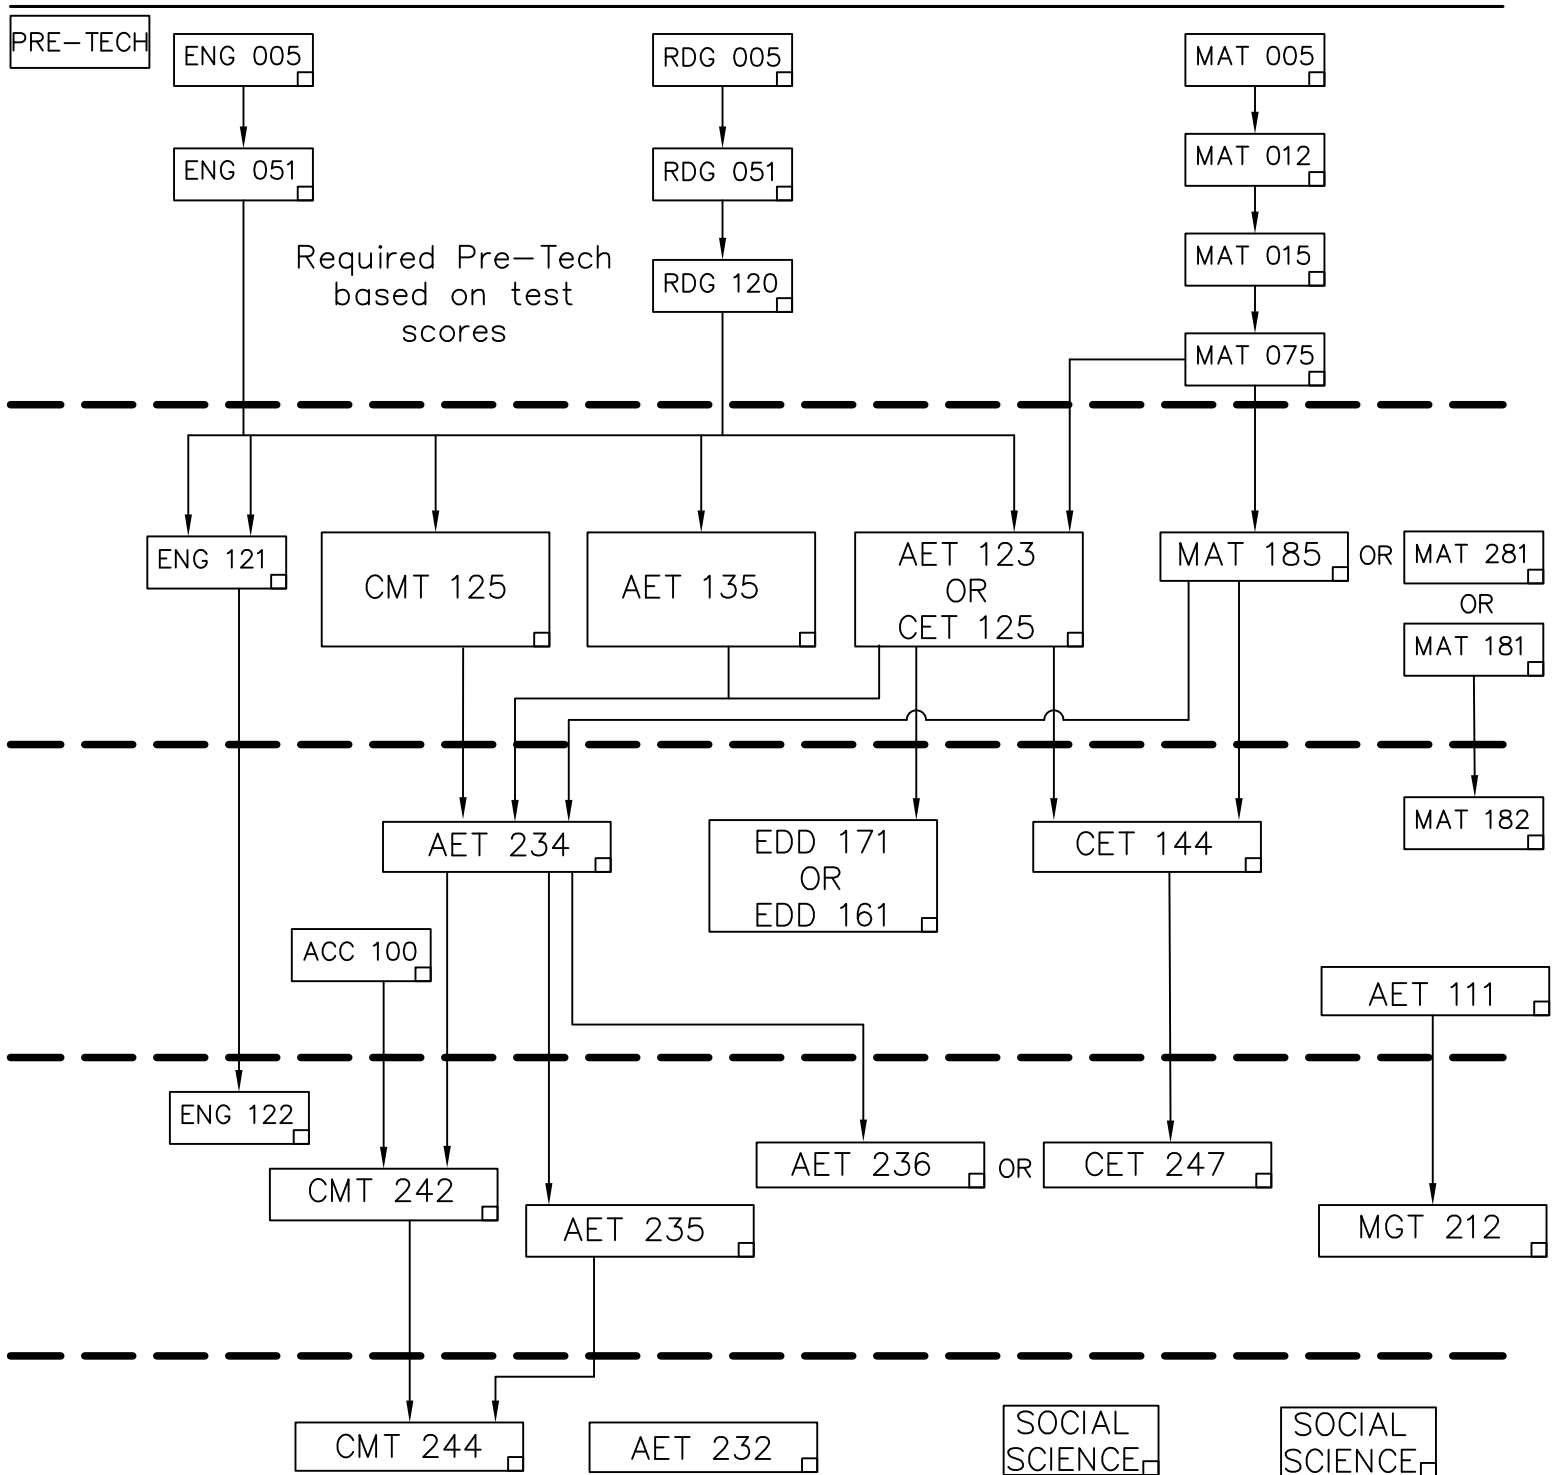 PRE-TECH
ENG 005
RDG 005
MAT 005
ENG 051
RDG 051
MAT 012
Required Pre-Tech
based on test
scores
RDG 120
MAT 015
MAT 075
ENG 121
CMT 125
AET 135
AET 123
OR
CET 125
MAT 185
OR
MAT 281
OR
MAT 181
AET 234
EDD 171
OR
EDD 161
CET 144
MAT 182
ACC 100
AET 111
ENG 122
CMT 242
AET 235
AET 236
OR
CET 247
MGT 212
CMT 244
AET 232
SOCIAL
SCIENCE
SOCIAL
SCIENCE